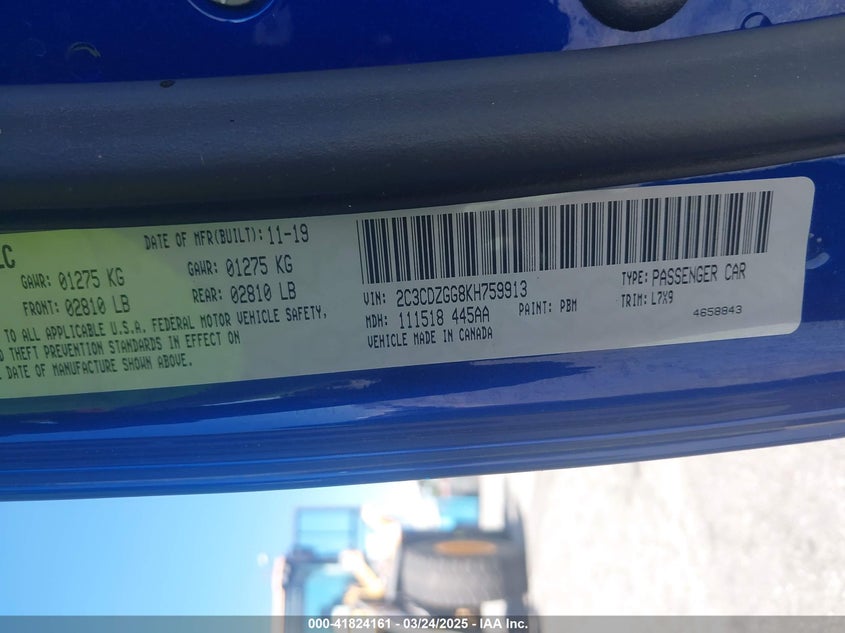 LC
DATE OF MFR(BUILT): 11-19
GAWR: 01275 KG GAWR: 01275 KG
FRONT: 02810 LB REAR: 02810 LB
TO ALL APPLICABLE U.S.A. FEDERAL MOTOR VEHICLE SAFETY,
D THEFT PREVENTION STANDARDS IN EFFECT ON
DATE OF MANUFACTURE SHOWN ABOVE.
VIN: 2C3CDZGG8KH759913 TYPE: PASSENGER CAR
MDH: 111518 445AA PAINT: PBM TRIM: L7X9
VEHICLE MADE IN CANADA 4658843
000-41824161 - 03/24/2025 - IAA Inc.